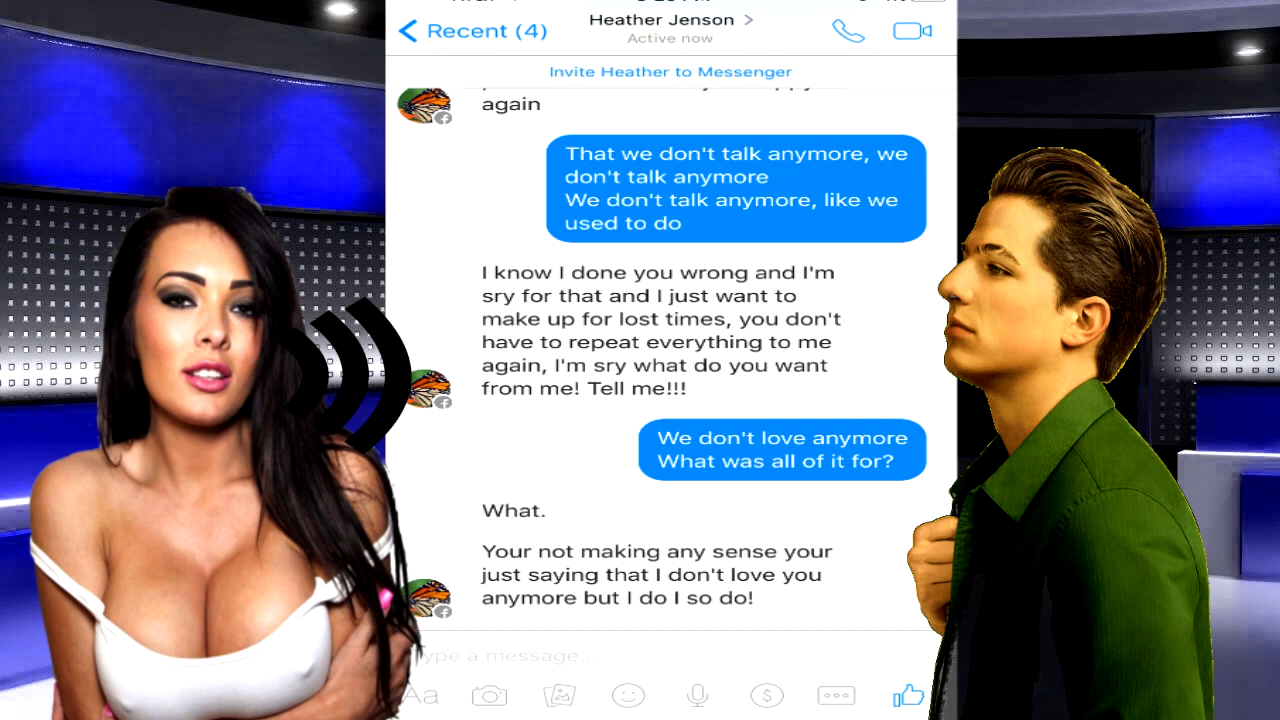 Recent (4)
Heather Jenson >
Active now
Invite Heather to Messenger
again
That we don't talk anymore, we
don't talk anymore
We don't talk anymore, like we
used to do
I know I done you wrong and I'm
sry for that and I just want to
make up for lost times, you don't
have to repeat everything to me
again, I'm sry what do you want
from me! Tell me!!!
We don't love anymore
What was all of it for?
What.
Your not making any sense your
just saying that I don't love you
anymore but I do I so do!
Type a message...
Aa